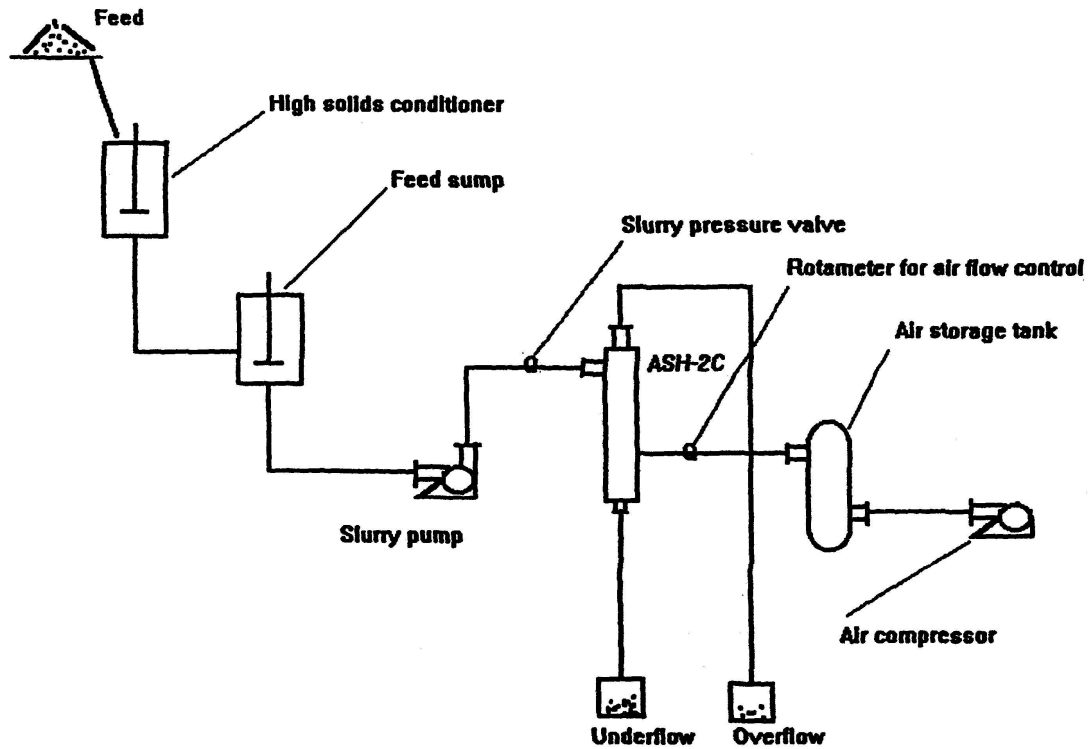 Feed
High solids conditioner
Feed sump
Slurry pressure valve
Rotameter for air flow control
Air storage tank
ASH-2C
Slurry pump
Air compressor
Underflow
Overflow